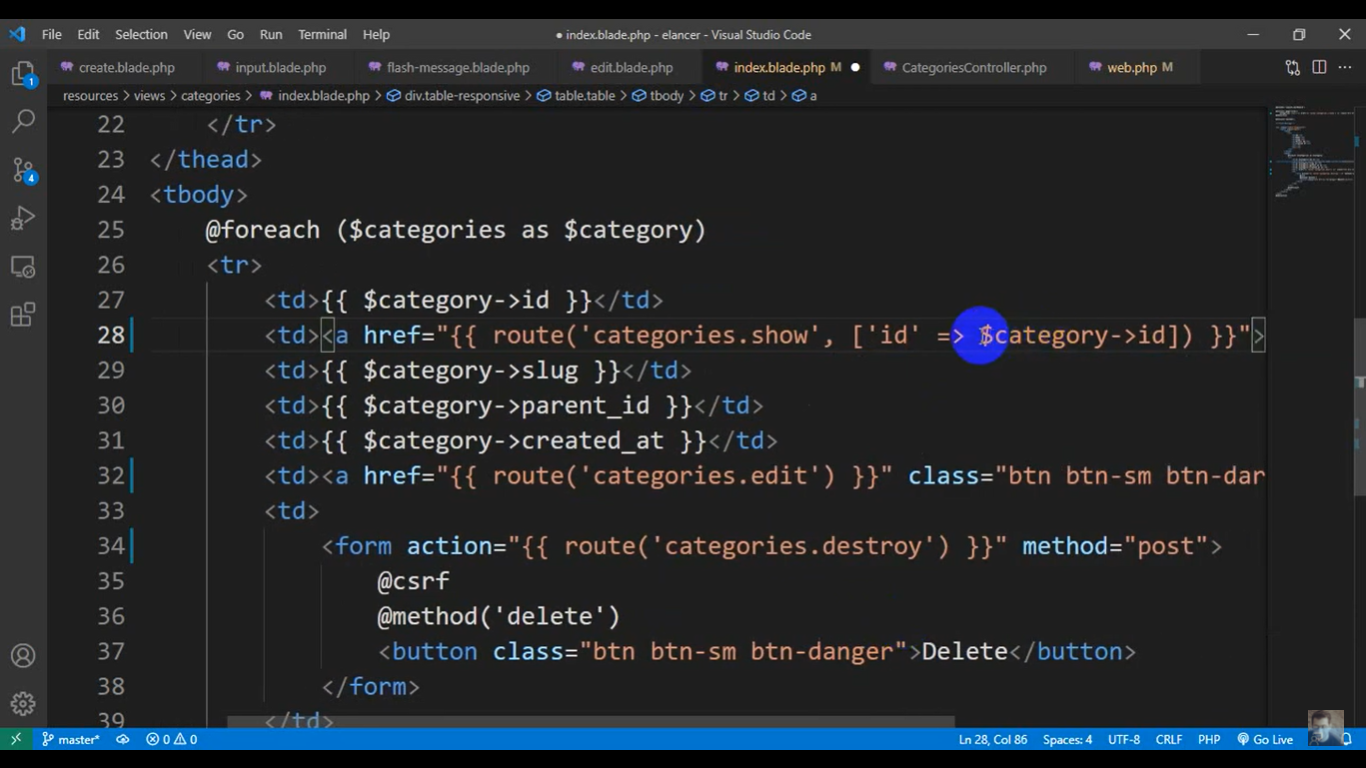 File Edit Selection View Go Run Terminal Help ● index.blade.php - elancer - Visual Studio Code
create.blade.php input.blade.php flash-message.blade.php edit.blade.php index.blade.php M ● CategoriesController.php web.php M
resources > views > categories > index.blade.php > div.table-responsive > table.table > tbody > tr > td > a
22 </tr>
23 </thead>
24 <tbody>
25 @foreach ($categories as $category)
26 <tr>
27 <td>{{ $category->id }}</td>
28 <td><a href="{{ route('categories.show', ['id' => $category->id]) }}">
29 <td>{{ $category->slug }}</td>
30 <td>{{ $category->parent_id }}</td>
31 <td>{{ $category->created_at }}</td>
32 <td><a href="{{ route('categories.edit') }}" class="btn btn-sm btn-dar
33 <td>
34 <form action="{{ route('categories.destroy') }}" method="post">
35 @csrf
36 @method('delete')
37 <button class="btn btn-sm btn-danger">Delete</button>
38 </form>
39 </td>
1
4
master* 0 0 Ln 28, Col 86 Spaces: 4 UTF-8 CRLF PHP Go Live